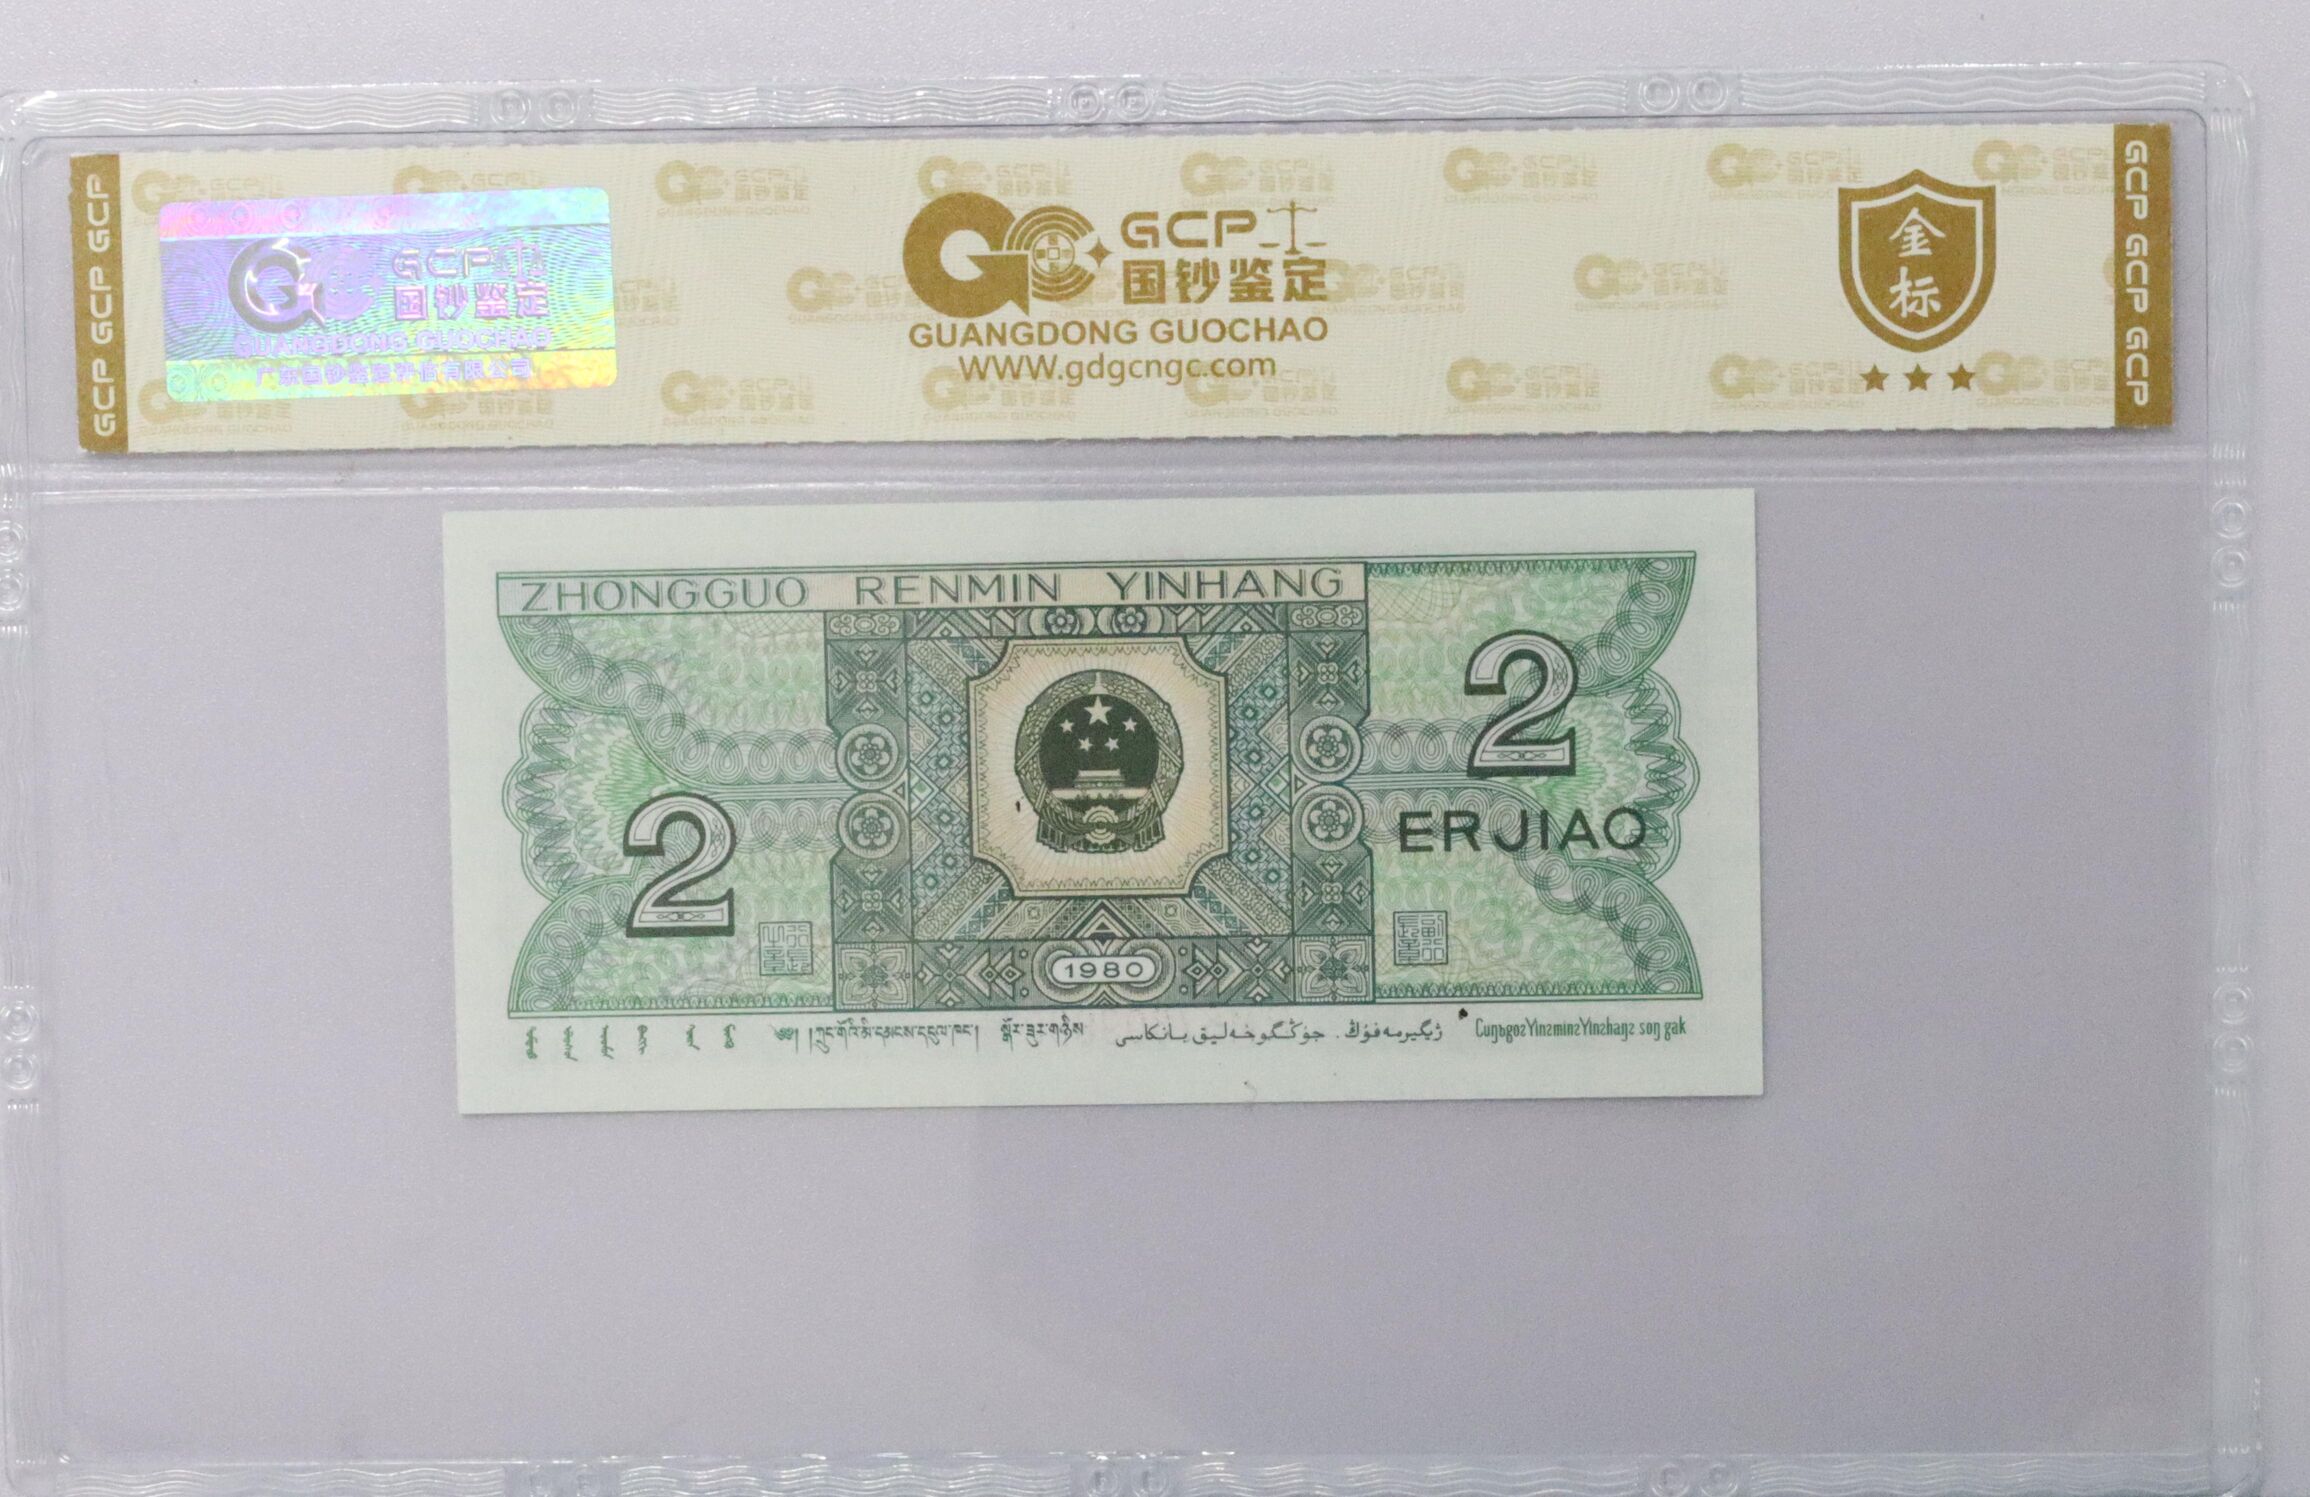 GCP GCP GCP
GCP
国钞鉴定
GUANGDONG GUOCHAO
广东国钞鉴定评估有限公司
GCP
国钞鉴定
GUANGDONG GUOCHAO
WWW.gdgcngc.com
金
标
GCP GCP GCP
ZHONGGUO RENMIN YINHANG
2
2
ERJIAO
1980
Cuŋƅgoƨ Yinƨminƨ Yinƨhaŋƨ soŋ gak